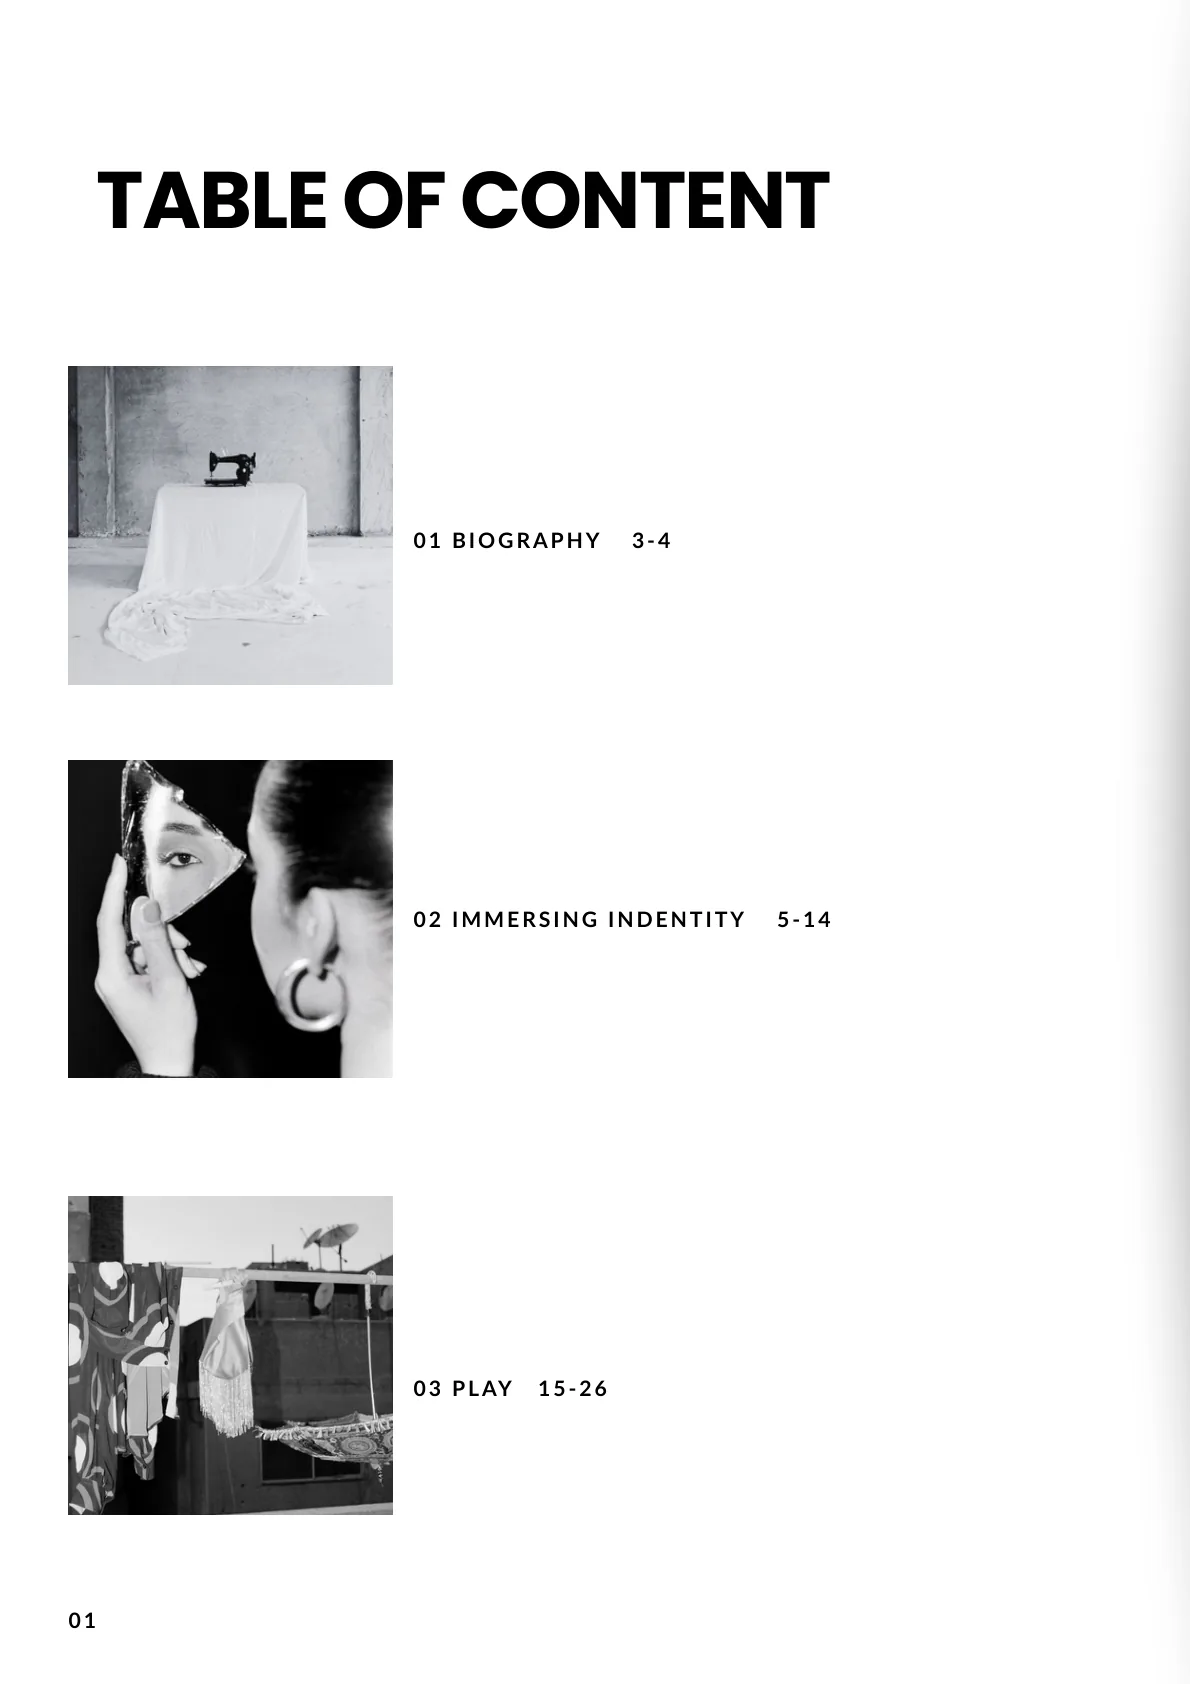 TABLE OF CONTENT
01 BIOGRAPHY 3-4
02 IMMERSING INDENTITY 5-14
03 PLAY 15-26
01